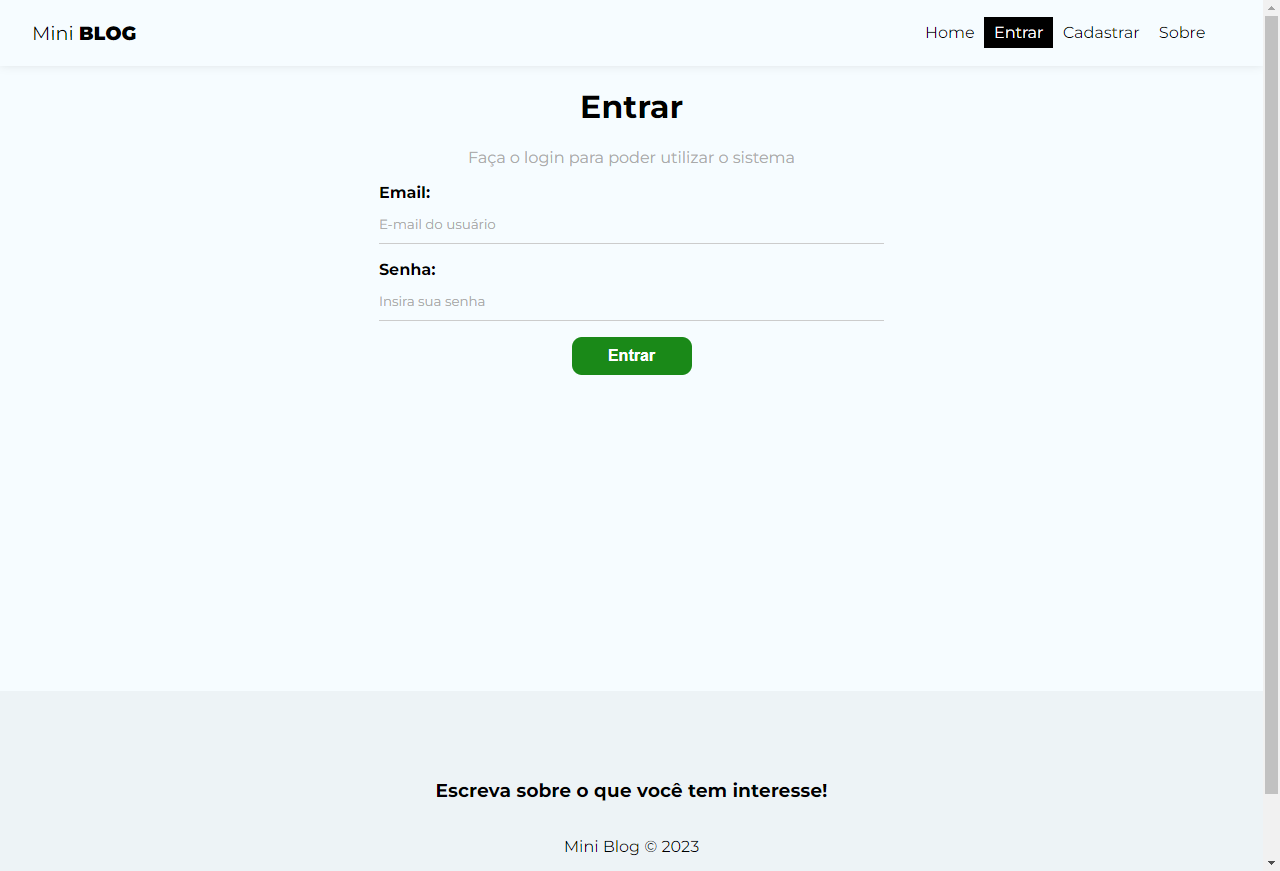 Mini BLOG
Home Entrar Cadastrar Sobre
Entrar
Faça o login para poder utilizar o sistema
Email:
E-mail do usuário
Senha:
Insira sua senha
Entrar
Escreva sobre o que você tem interesse!
Mini Blog © 2023